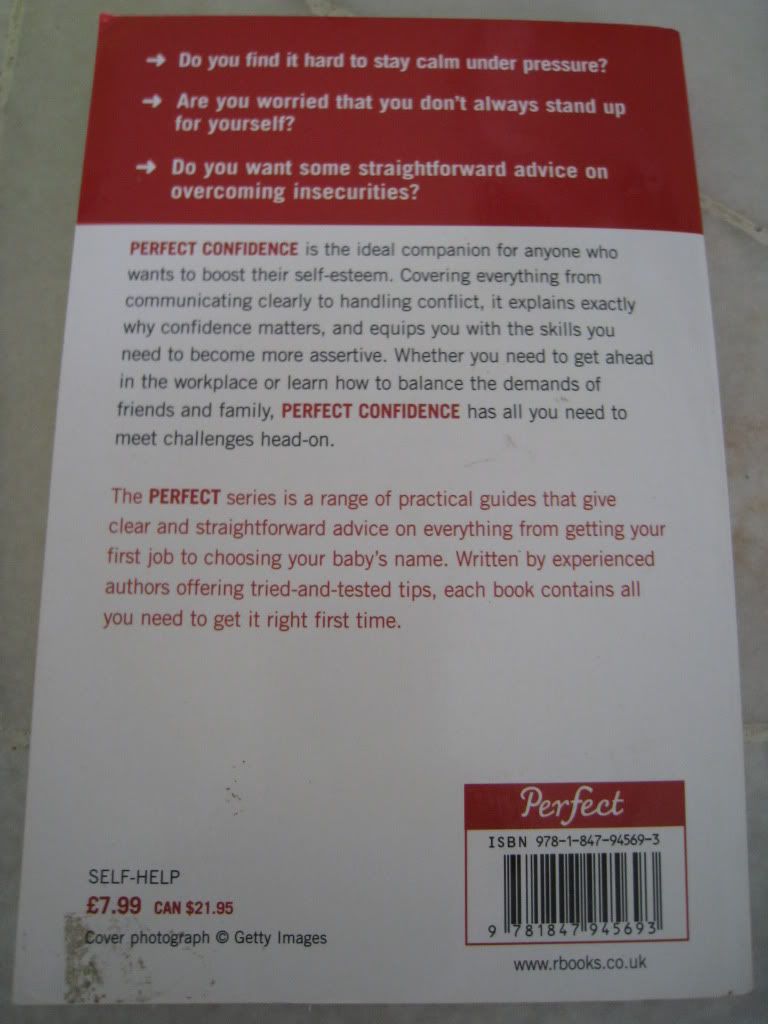 → Do you find it hard to stay calm under pressure?
→ Are you worried that you don't always stand up
for yourself?
→ Do you want some straightforward advice on
overcoming insecurities?
PERFECT CONFIDENCE is the ideal companion for anyone who
wants to boost their self-esteem. Covering everything from
communicating clearly to handling conflict, it explains exactly
why confidence matters, and equips you with the skills you
need to become more assertive. Whether you need to get ahead
in the workplace or learn how to balance the demands of
friends and family, PERFECT CONFIDENCE has all you need to
meet challenges head-on.
The PERFECT series is a range of practical guides that give
clear and straightforward advice on everything from getting your
first job to choosing your baby's name. Written by experienced
authors offering tried-and-tested tips, each book contains all
you need to get it right first time.
Perfect
ISBN 978-1-847-94569-3
9 781847 945693
www.rbooks.co.uk
SELF-HELP
£7.99 CAN $21.95
Cover photograph © Getty Images